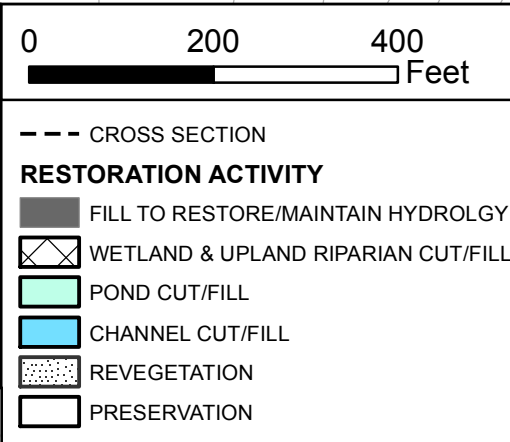 0 200 400
Feet
CROSS SECTION
RESTORATION ACTIVITY
FILL TO RESTORE/MAINTAIN HYDROLGY
WETLAND & UPLAND RIPARIAN CUT/FILL
POND CUT/FILL
CHANNEL CUT/FILL
REVEGETATION
PRESERVATION